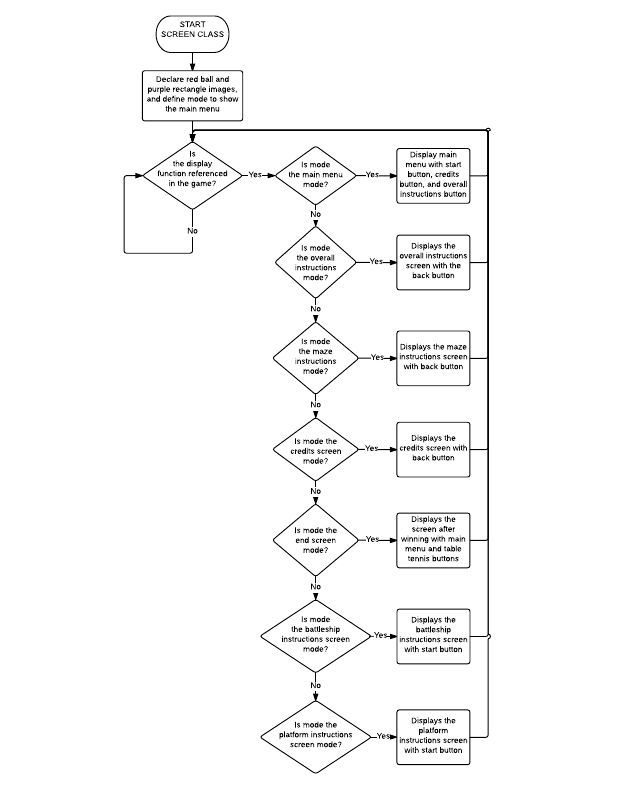 START
SCREEN CLASS
Declare red ball and
purple rectangle images,
and define mode to show
the main menu
Is
the display
function referenced
in the game?
Yes
No
Is mode
the main menu
mode?
Yes
Display main
menu with start
button, credits
button, and overall
instructions button
No
Is mode
the overall
instructions
mode?
Yes
Displays the
overall instructions
screen with the
back button
No
Is mode
the maze
instructions
mode?
Yes
Displays the maze
instructions screen
with back button
No
Is mode the
credits screen
mode?
Yes
Displays the
credits screen with
back button
No
Is mode the
end screen
mode?
Yes
Displays the
screen after
winning with main
menu and table
tennis buttons
No
Is mode
the battleship
instructions screen
mode?
Yes
Displays the
battleship
instructions screen
with start button
No
Is mode the
platform instructions
screen mode?
Yes
Displays the
platform
instructions screen
with start button